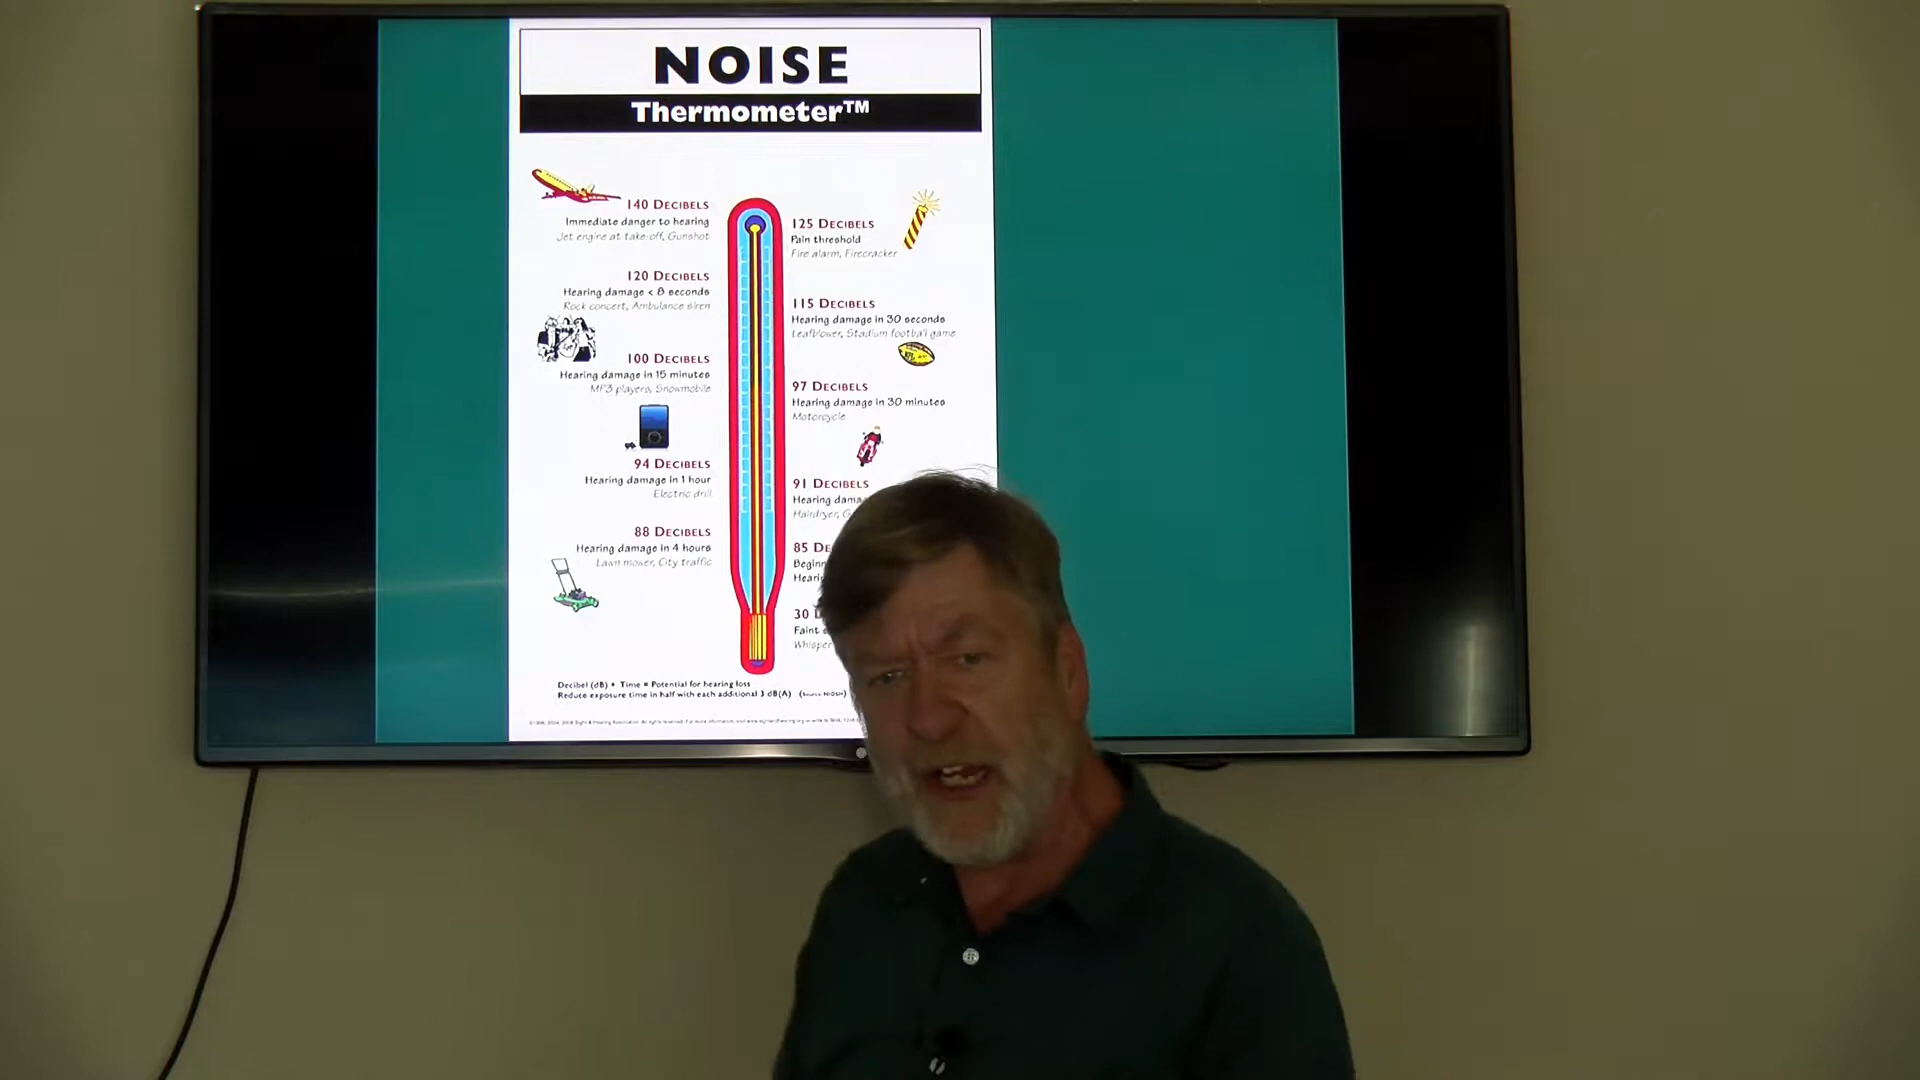 NOISE
Thermometer™
140 DECIBELS
Immediate danger to hearing
Jet engine at take-off, Gunshot
125 DECIBELS
Pain threshold
Fire alarm, Firecracker
120 DECIBELS
Hearing damage < 8 seconds
Rock concert, Ambulance siren
115 DECIBELS
Hearing damage in 30 seconds
Leafblower, Stadium football game
100 DECIBELS
Hearing damage in 15 minutes
MP3 players, Snowmobile
97 DECIBELS
Hearing damage in 30 minutes
Motorcycle
94 DECIBELS
Hearing damage in 1 hour
Electric drill
91 DECIBELS
Hearing
Hairdryer,
88 DECIBELS
Hearing damage in 4 hours
Lawn mower, City traffic
85
30
Faint
Whisper
Decibel (dB) + Time = Potential for hearing loss
Reduce exposure time in half with each additional 3 dB(A) (Source: NIOSH)